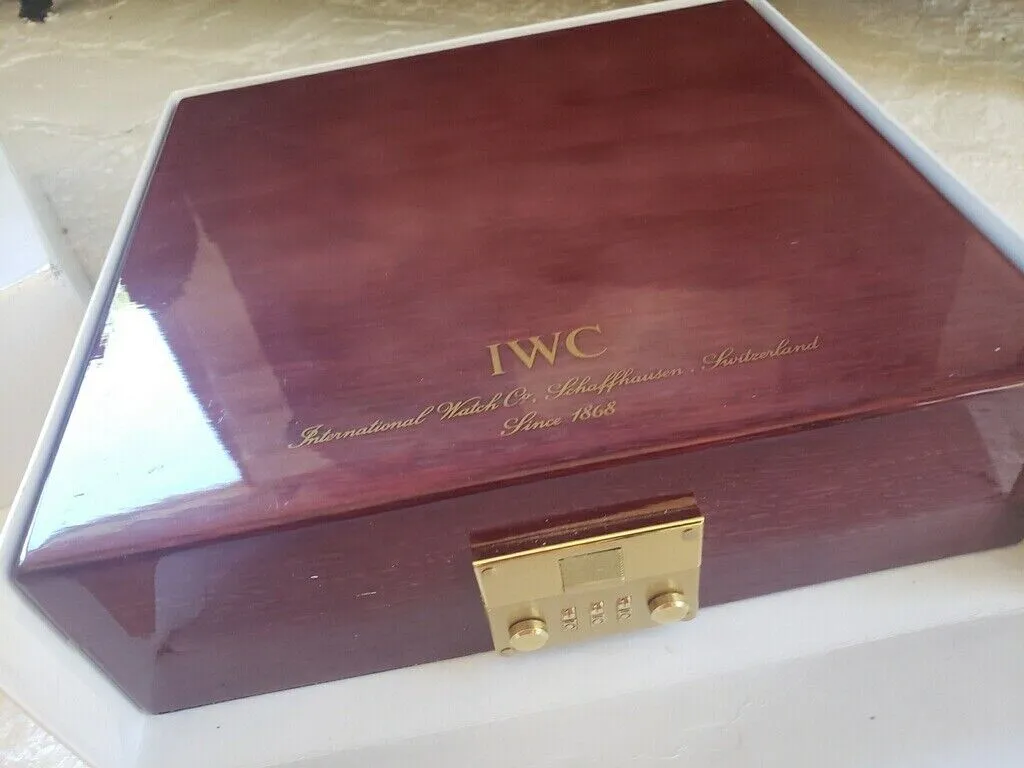 IWC
International Watch Co. Schaffhausen . Switzerland
Since 1868